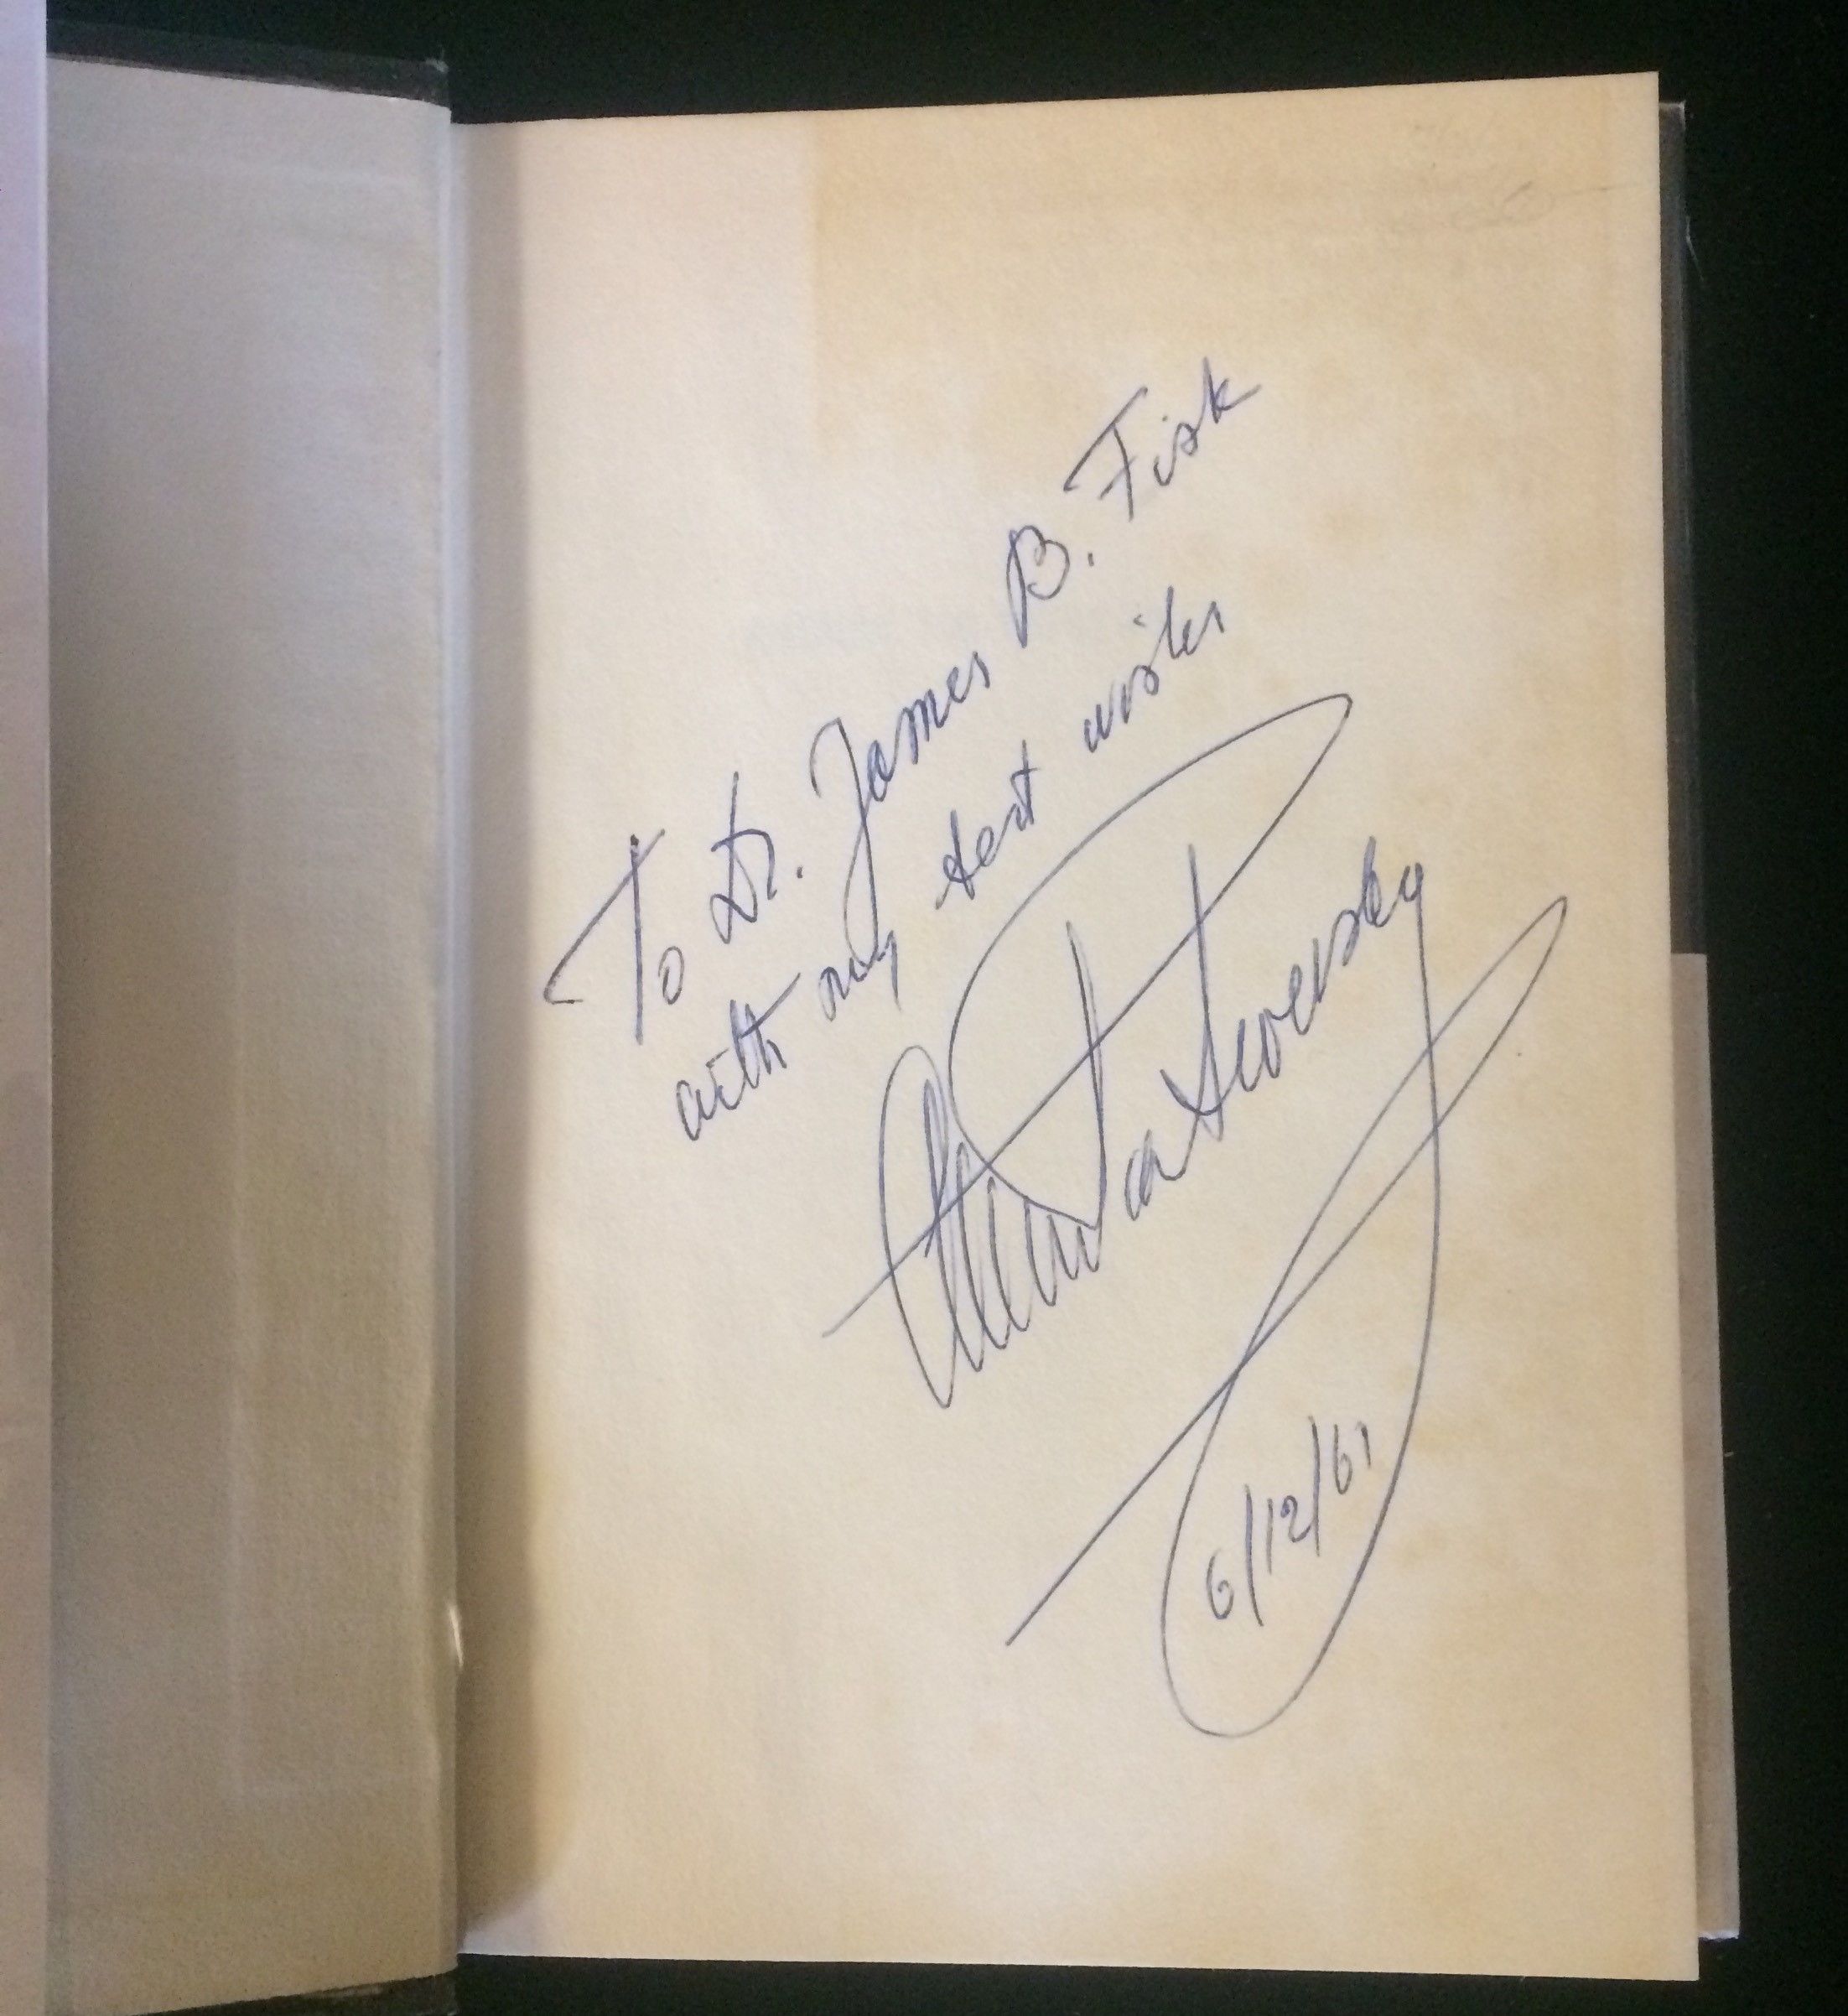 To Dr. James B. Fisk
with my best wishes
6/12/61